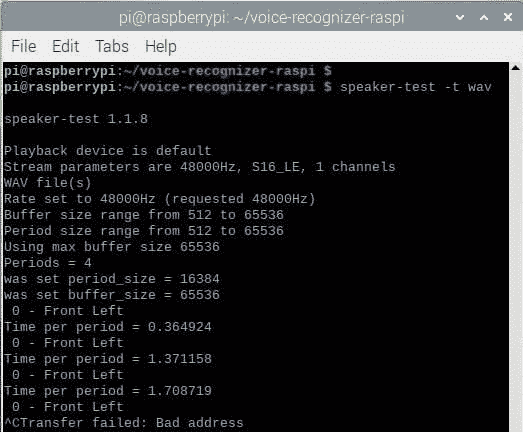 pi@raspberrypi: ~/voice-recognizer-raspi
File Edit Tabs Help
pi@raspberrypi:~/voice-recognizer-raspi $
pi@raspberrypi:~/voice-recognizer-raspi $ speaker-test -t wav
speaker-test 1.1.8
Playback device is default
Stream parameters are 48000Hz, S16_LE, 1 channels
WAV file(s)
Rate set to 48000Hz (requested 48000Hz)
Buffer size range from 512 to 65536
Period size range from 512 to 65536
Using max buffer size 65536
Periods = 4
was set period_size = 16384
was set buffer_size = 65536
0 - Front Left
Time per period = 0.364924
0 - Front Left
Time per period = 1.371158
0 - Front Left
Time per period = 1.708719
0 - Front Left
^CTransfer failed: Bad address